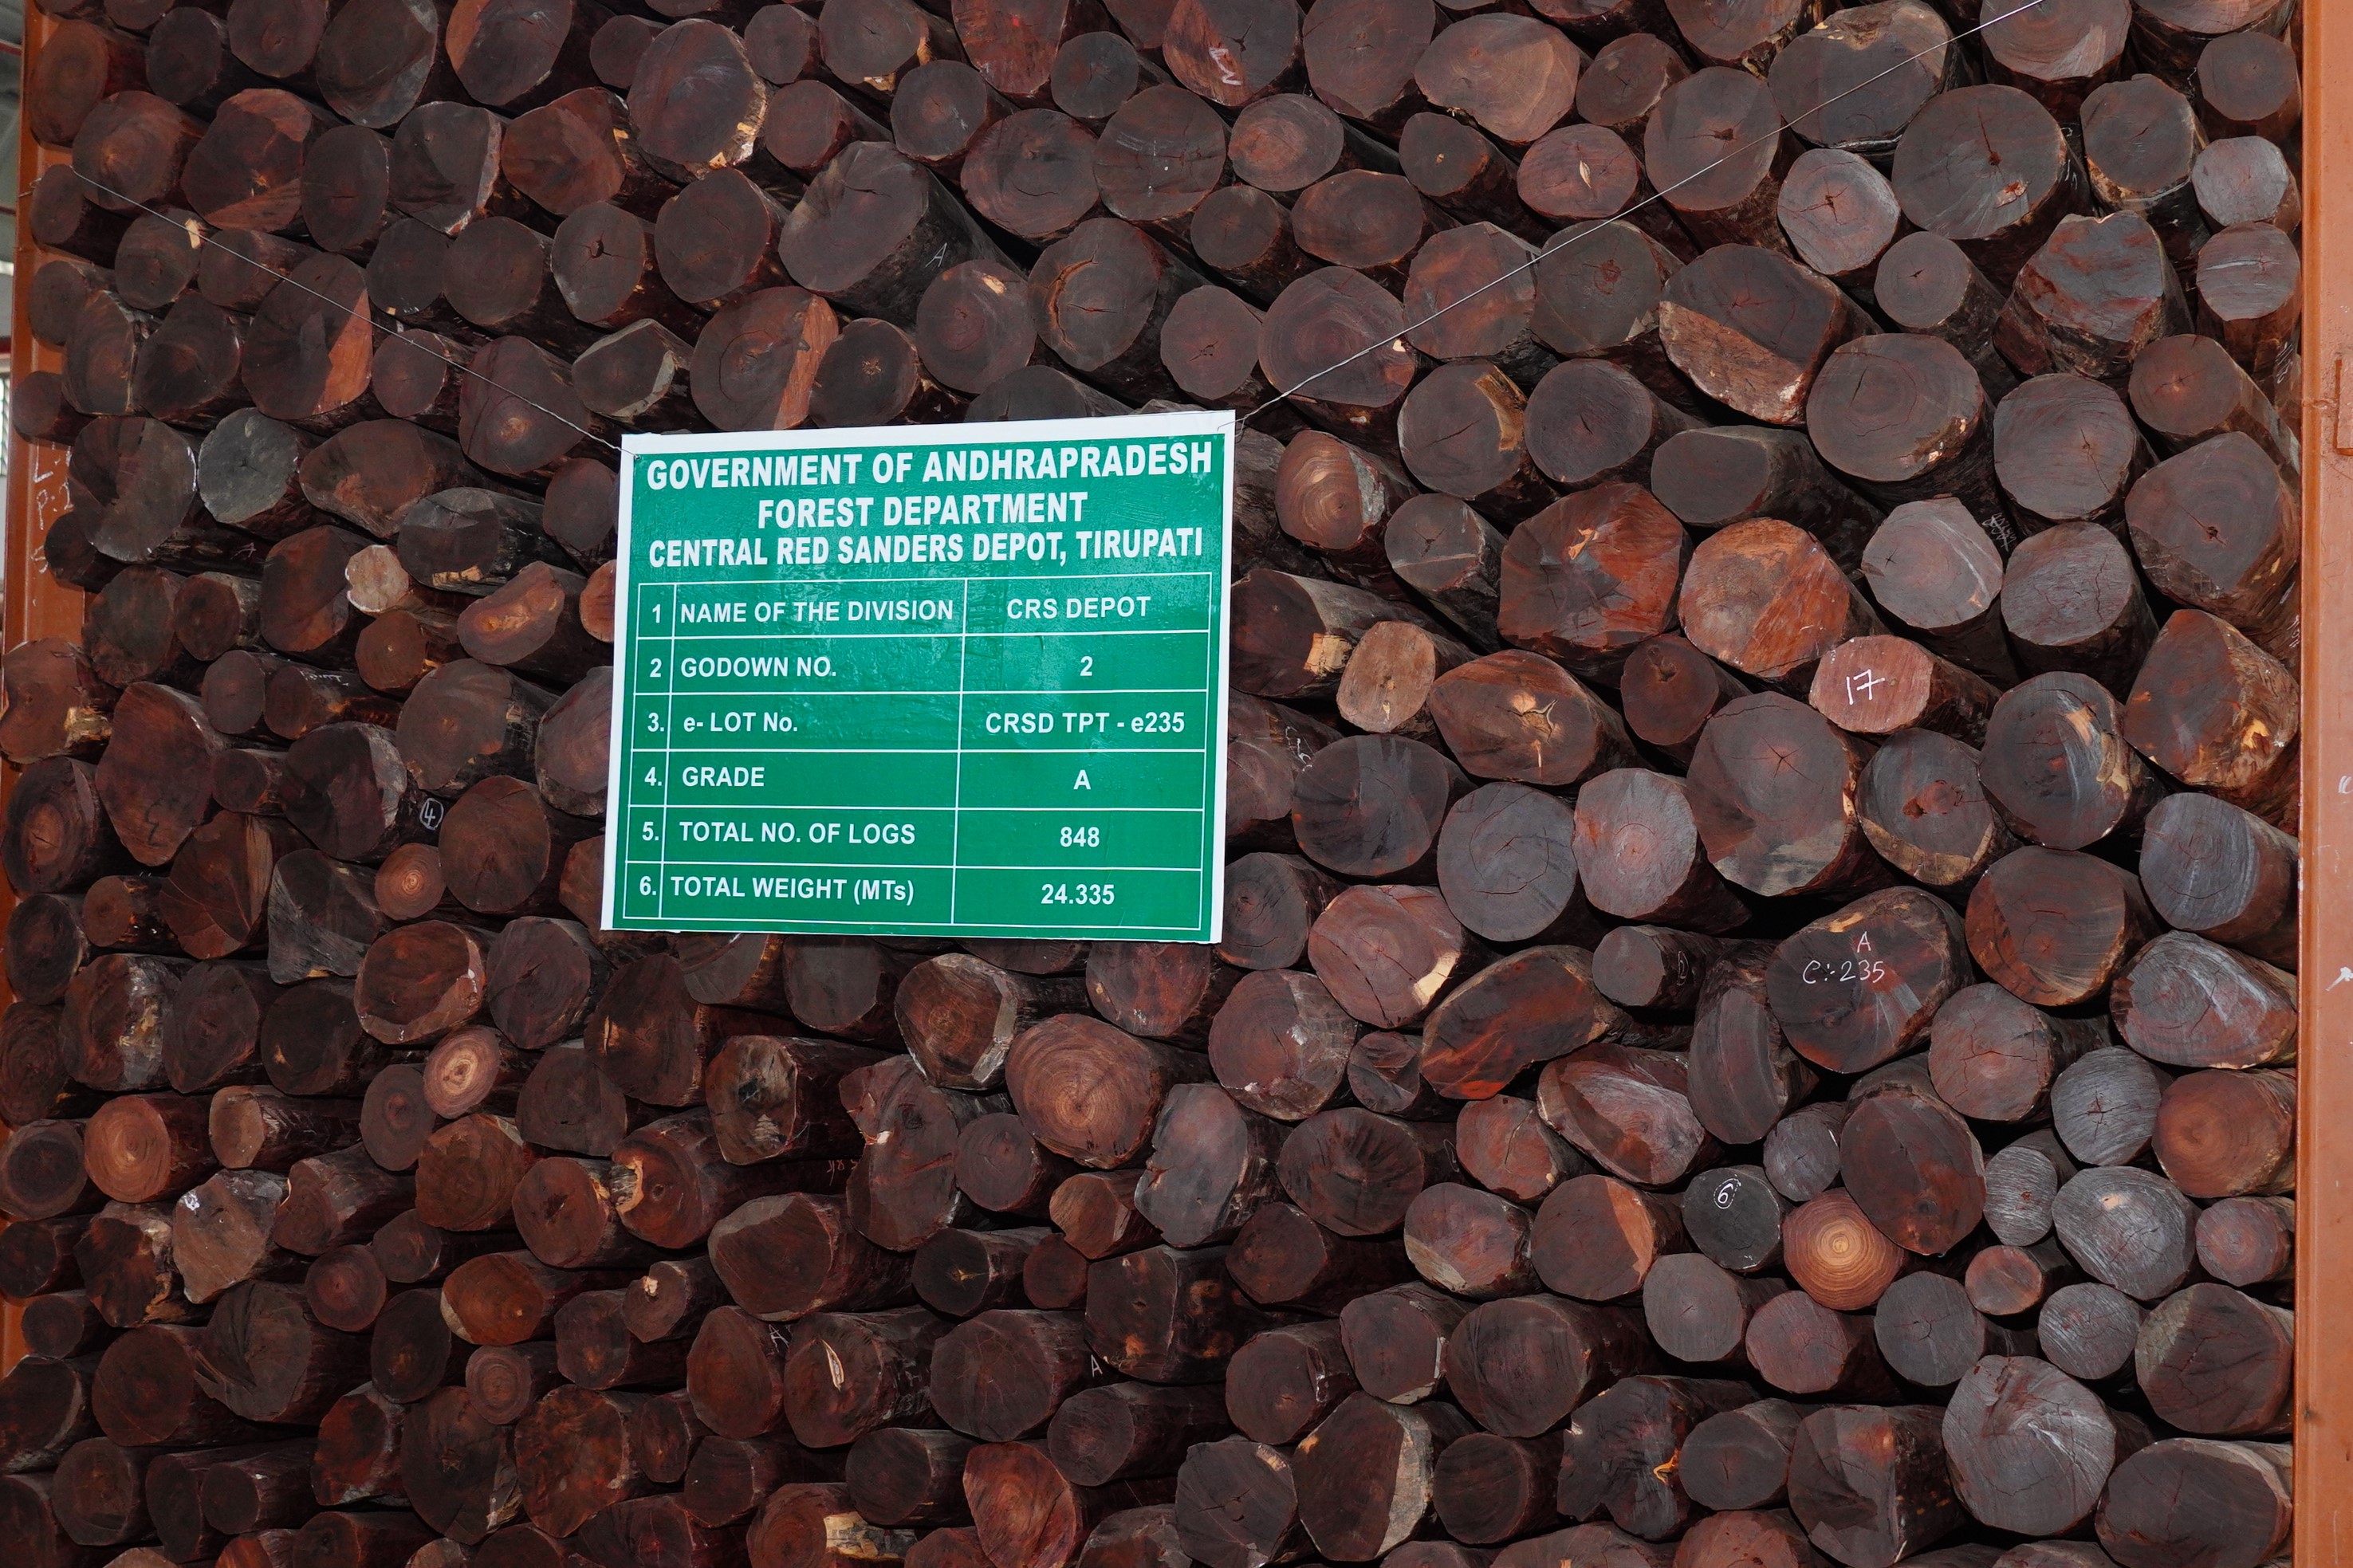 GOVERNMENT OF ANDHRAPRADESH
FOREST DEPARTMENT
CENTRAL RED SANDERS DEPOT, TIRUPATI
1 NAME OF THE DIVISION CRS DEPOT
2 GODOWN NO. 2
3. e- LOT No. CRSD TPT - e235
4. GRADE A
5. TOTAL NO. OF LOGS 848
6. TOTAL WEIGHT (MTs) 24.335
17
4
A
C:-235
6
A
A
A